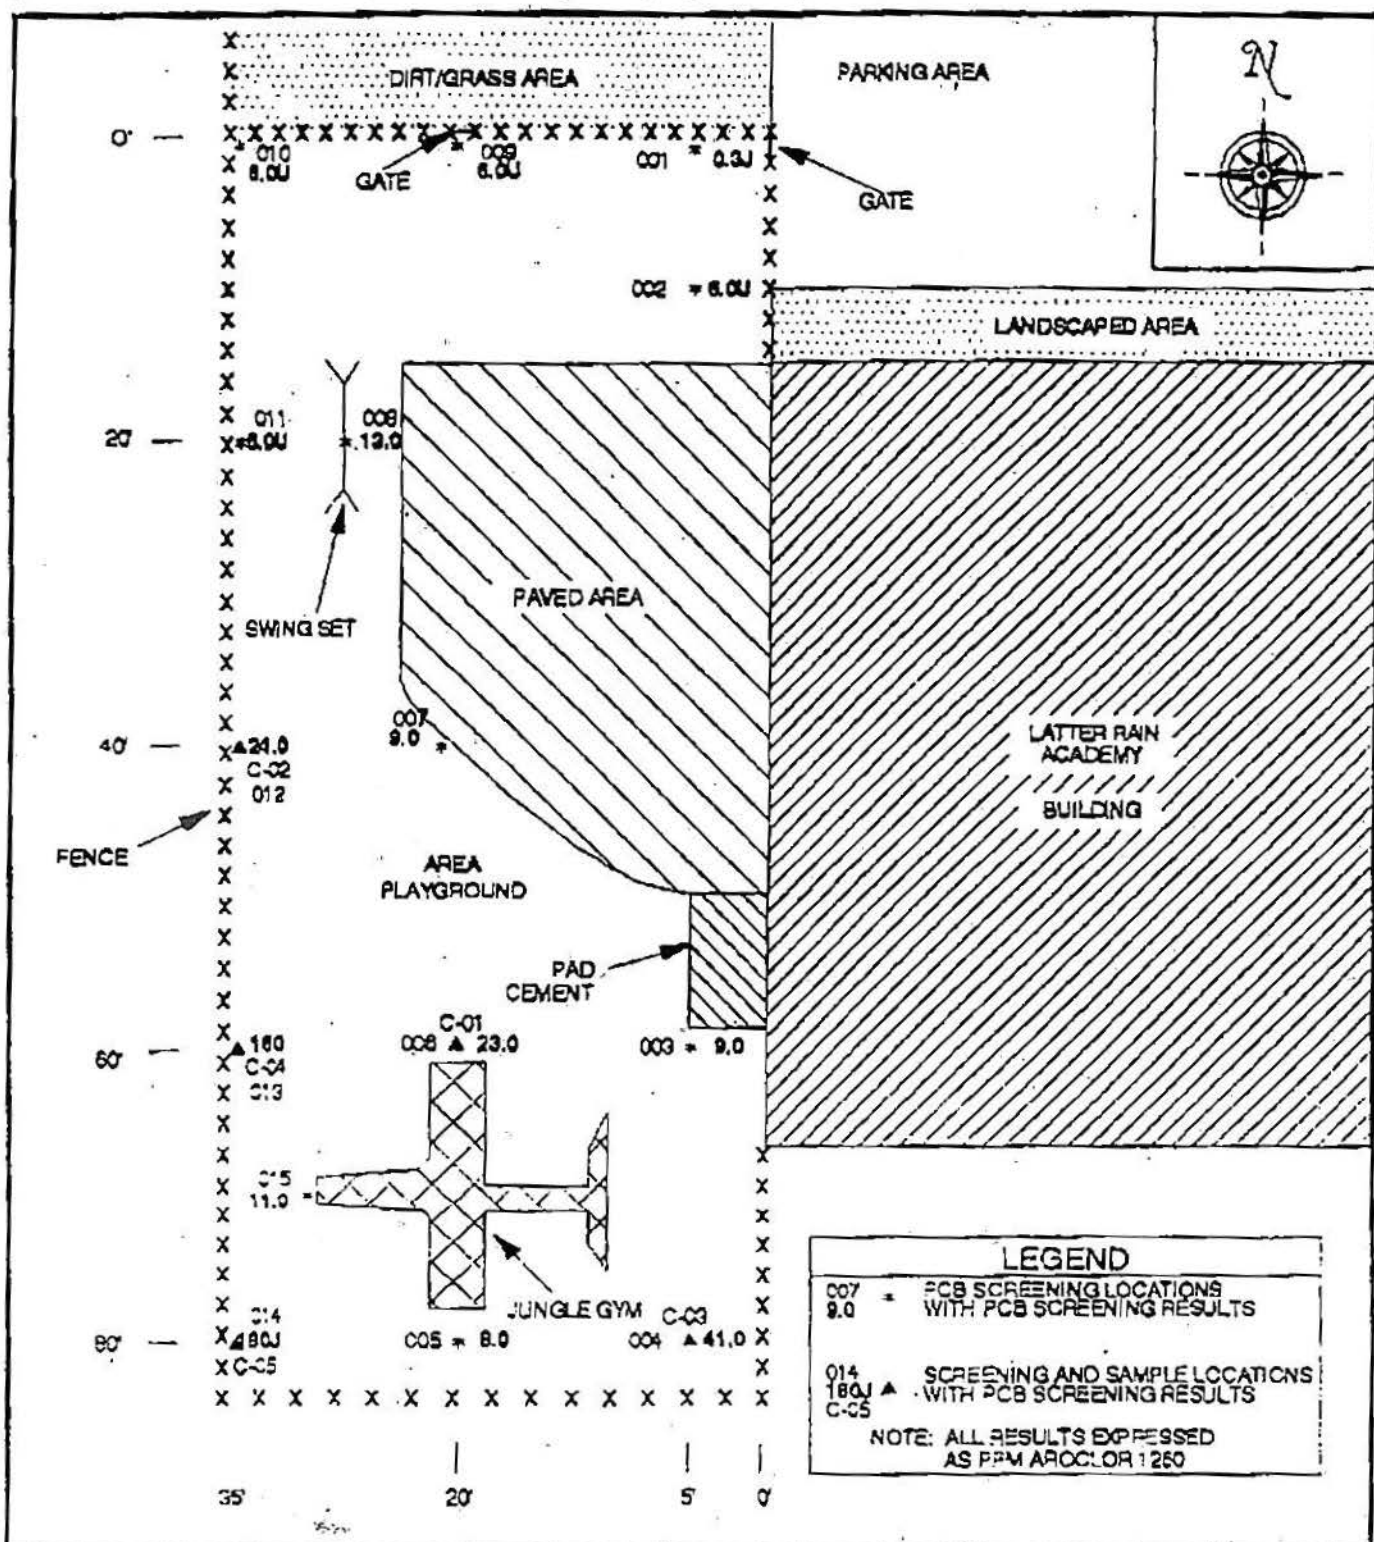 N
DIRT/GRASS AREA
PARKING AREA
0'
010
6.0U
GATE
009
6.0U
001 * 0.3J
GATE
002 * 6.0U
LANDSCAPED AREA
20'
011
*6.0U
008
*
SWING SET
PAVED AREA
007
9.0 *
40'
24.0
C-02
012
LATTER RAIN
ACADEMY
BUILDING
FENCE
AREA
PLAYGROUND
PAD
CEMENT
C-01
006 ▲ 23.0
003 * 9.0
60'
160
C-04
013
015
11.0 *
JUNGLE GYM
80'
014
C-05
005 * 8.0
C-03
004 ▲ 41.0
35'
20'
5'
0'
LEGEND
007 * PCB SCREENING LOCATIONS
9.0 WITH PCB SCREENING RESULTS
014 SCREENING AND SAMPLE LOCATIONS
180J ▲ WITH PCB SCREENING RESULTS
C-05
NOTE: ALL RESULTS EXPRESSED
AS PPM AROCLOR 1260